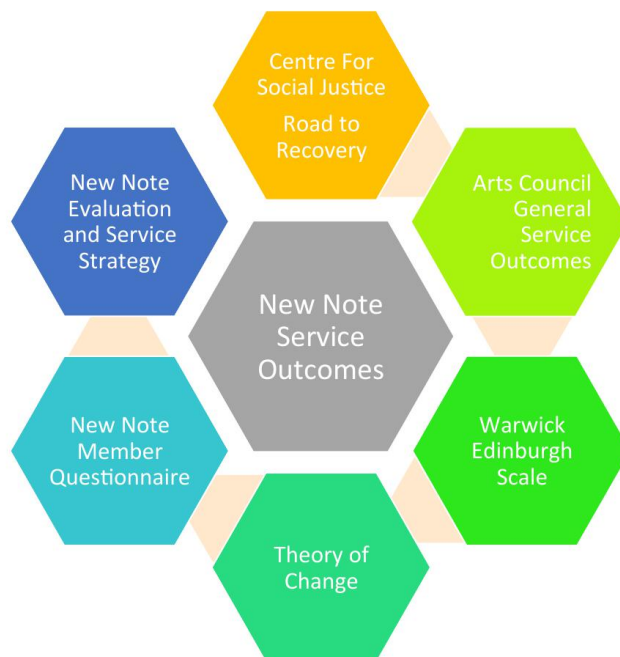 Centre For
Social Justice
Road to
Recovery
Arts Council
General
Service
Outcomes
Warwick
Edinburgh
Scale
Theory of
Change
New Note
Member
Questionnaire
New Note
Evaluation
and Service
Strategy
New Note
Service
Outcomes